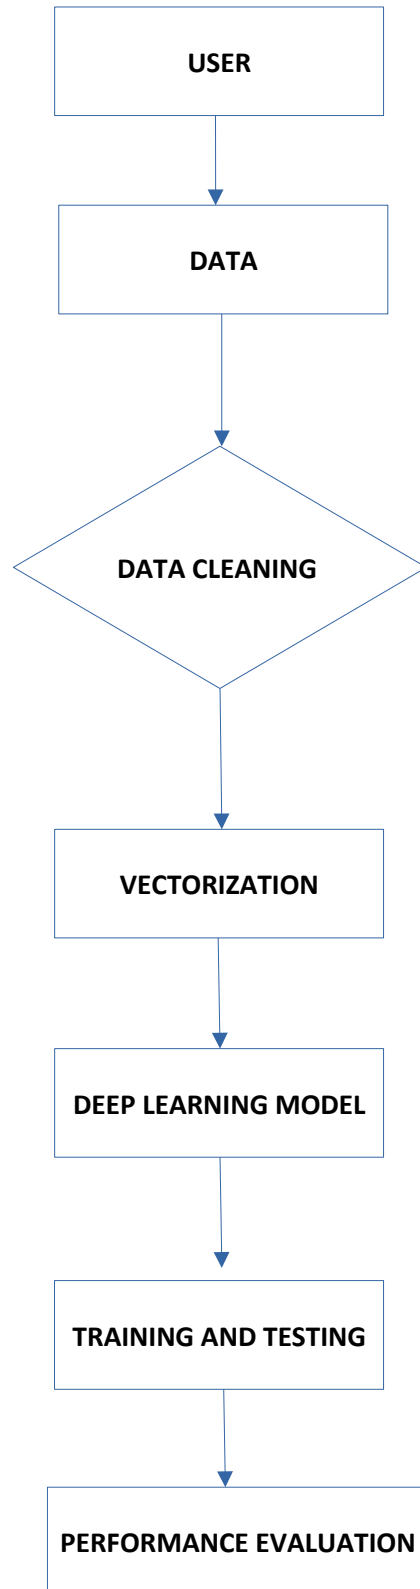 USER
DATA
DATA CLEANING
VECTORIZATION
DEEP LEARNING MODEL
TRAINING AND TESTING
PERFORMANCE EVALUATION